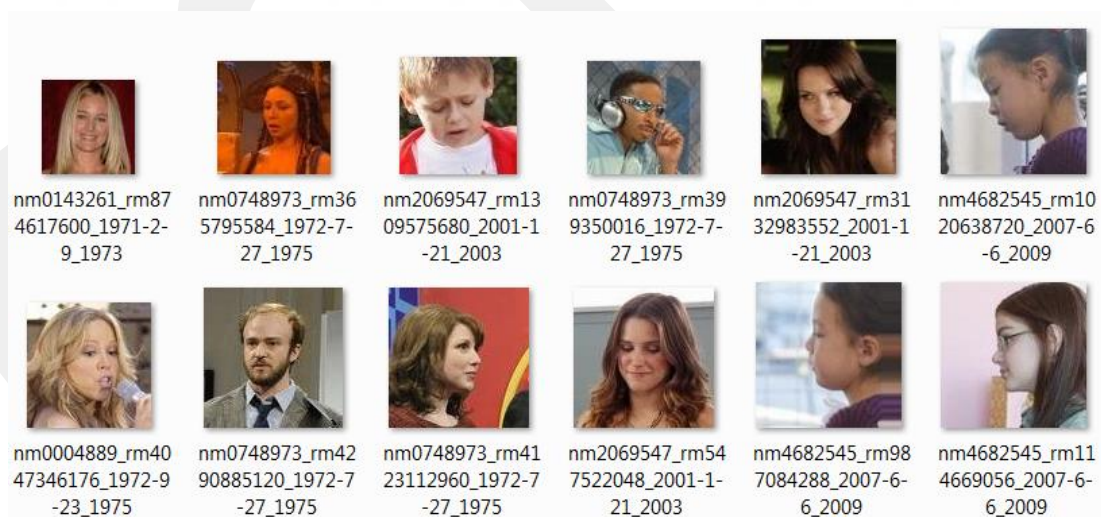 nm0143261_rm87
4617600_1971-2-
9_1973
nm0748973_rm36
5795584_1972-7-
27_1975
nm2069547_rm13
09575680_2001-1
-21_2003
nm0748973_rm39
9350016_1972-7-
27_1975
nm2069547_rm31
32983552_2001-1
-21_2003
nm4682545_rm10
20638720_2007-6
-6_2009
nm0004889_rm40
47346176_1972-9
-23_1975
nm0748973_rm42
90885120_1972-7
-27_1975
nm0748973_rm41
23112960_1972-7
-27_1975
nm2069547_rm54
7522048_2001-1-
21_2003
nm4682545_rm98
7084288_2007-6-
6_2009
nm4682545_rm11
4669056_2007-6-
6_2009